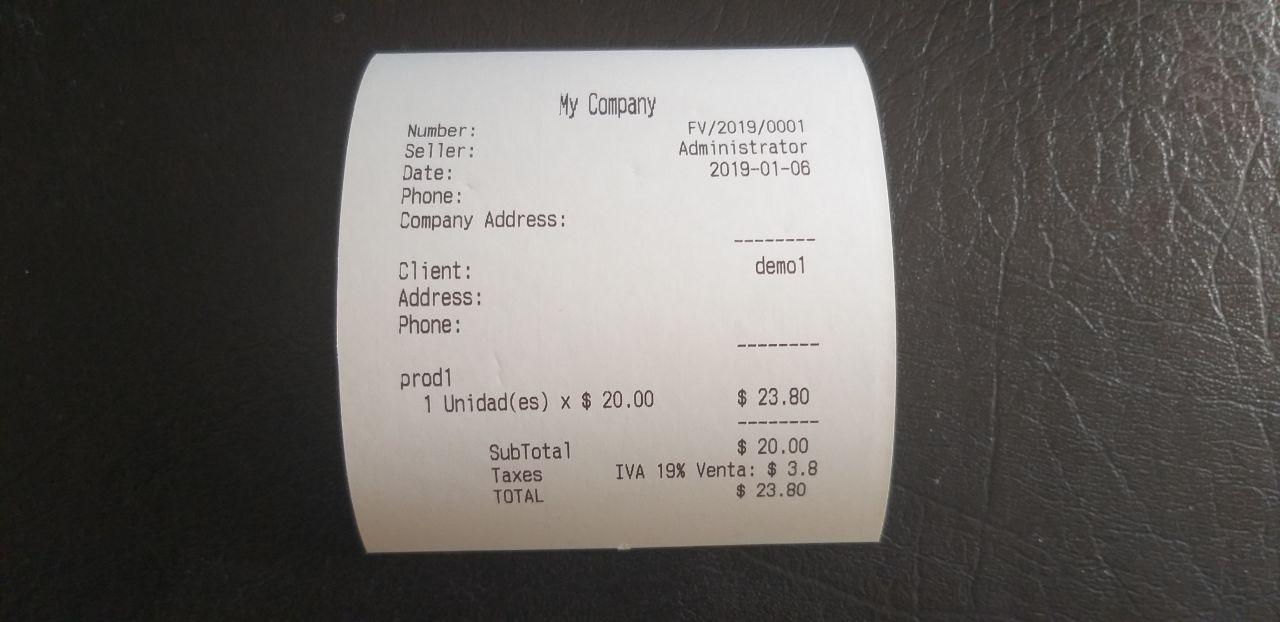 My Company
Number: FV/2019/0001
Seller: Administrator
Date: 2019-01-06
Phone:
Company Address:
--------
Client: demo1
Address:
Phone:
--------
prod1
1 Unidad(es) x $ 20.00 $ 23.80
--------
SubTotal $ 20.00
Taxes IVA 19% Venta: $ 3.8
TOTAL $ 23.80